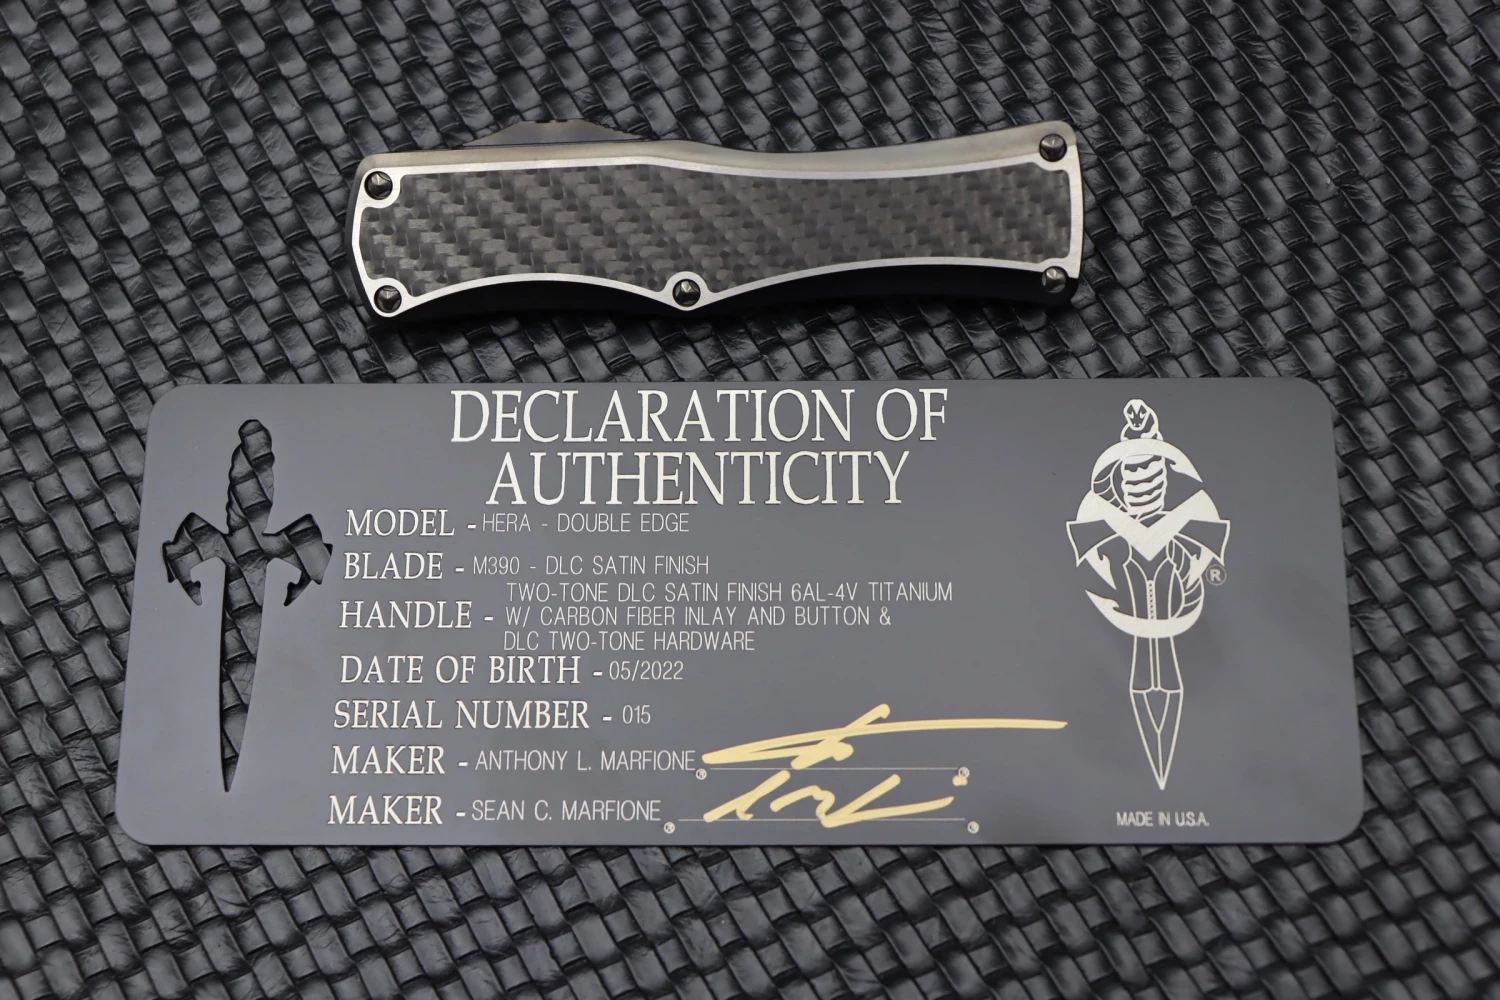 DECLARATION OF
AUTHENTICITY
MODEL - HERA - DOUBLE EDGE
BLADE - M390 - DLC SATIN FINISH
TWO-TONE DLC SATIN FINISH 6AL-4V TITANIUM
HANDLE - W/ CARBON FIBER INLAY AND BUTTON &
DLC TWO-TONE HARDWARE
DATE OF BIRTH - 05/2022
SERIAL NUMBER - 015
MAKER - ANTHONY L. MARFIONE ® ®
MAKER - SEAN C. MARFIONE ® ®
®
MADE IN U.S.A.